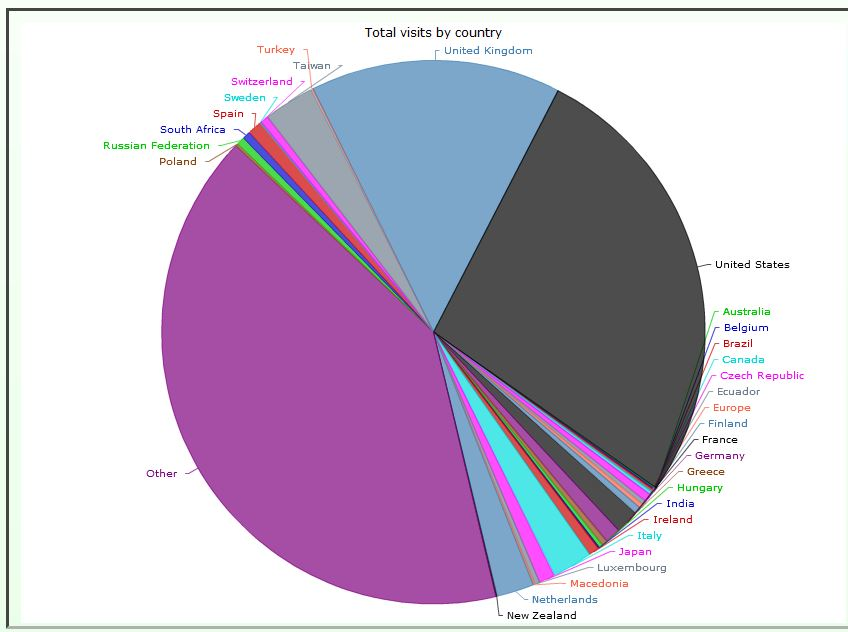 Total visits by country
United Kingdom
United States
Australia
Belgium
Brazil
Canada
Czech Republic
Ecuador
Europe
Finland
France
Germany
Greece
Hungary
India
Ireland
Italy
Japan
Luxembourg
Macedonia
Netherlands
New Zealand
Other
Poland
Russian Federation
South Africa
Spain
Sweden
Switzerland
Taiwan
Turkey